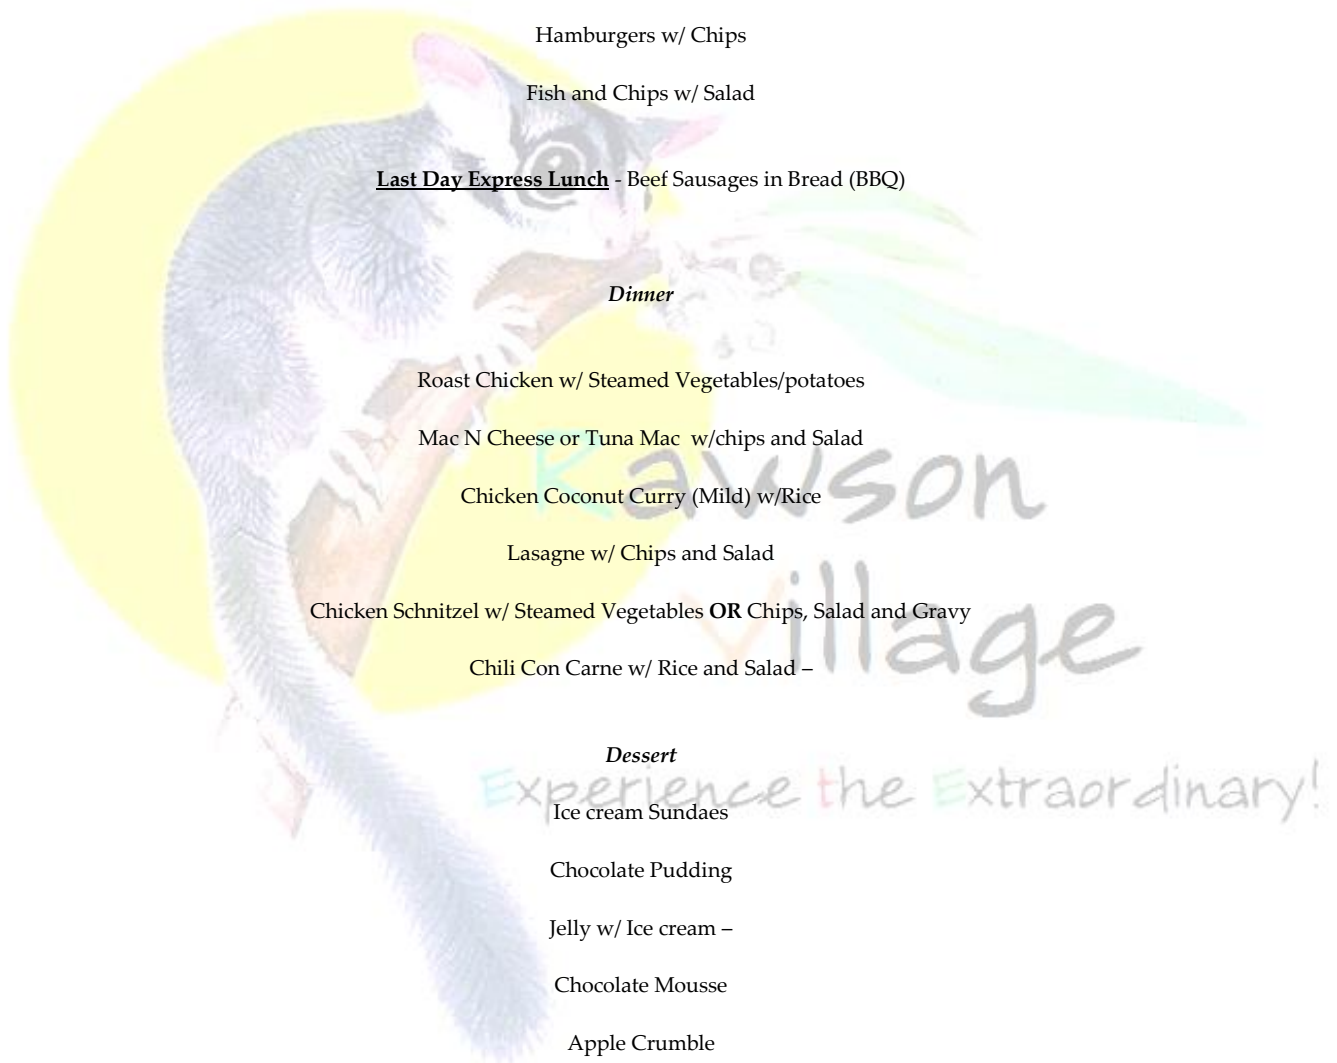 Hamburgers w/ Chips
Fish and Chips w/ Salad
Last Day Express Lunch - Beef Sausages in Bread (BBQ)
Dinner
Roast Chicken w/ Steamed Vegetables/potatoes
Mac N Cheese or Tuna Mac w/chips and Salad
Chicken Coconut Curry (Mild) w/Rice
Rawson
Lasagne w/ Chips and Salad
Chicken Schnitzel w/ Steamed Vegetables OR Chips, Salad and Gravy
Village
Chili Con Carne w/ Rice and Salad –
Dessert
Experience the Extraordinary!
Ice cream Sundaes
Chocolate Pudding
Jelly w/ Ice cream –
Chocolate Mousse
Apple Crumble